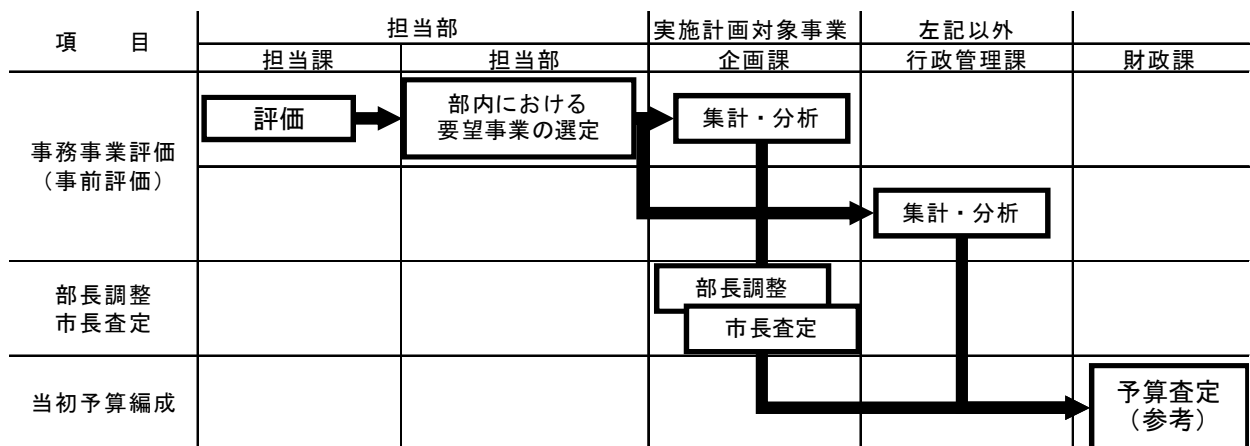 項　　目
担当部
実施計画対象事業
左記以外
担当課
担当部
企画課
行政管理課
財政課
事務事業評価
（事前評価）
評価
部内における
要望事業の選定
集計・分析
集計・分析
部長調整
市長査定
部長調整
市長査定
当初予算編成
予算査定
（参考）